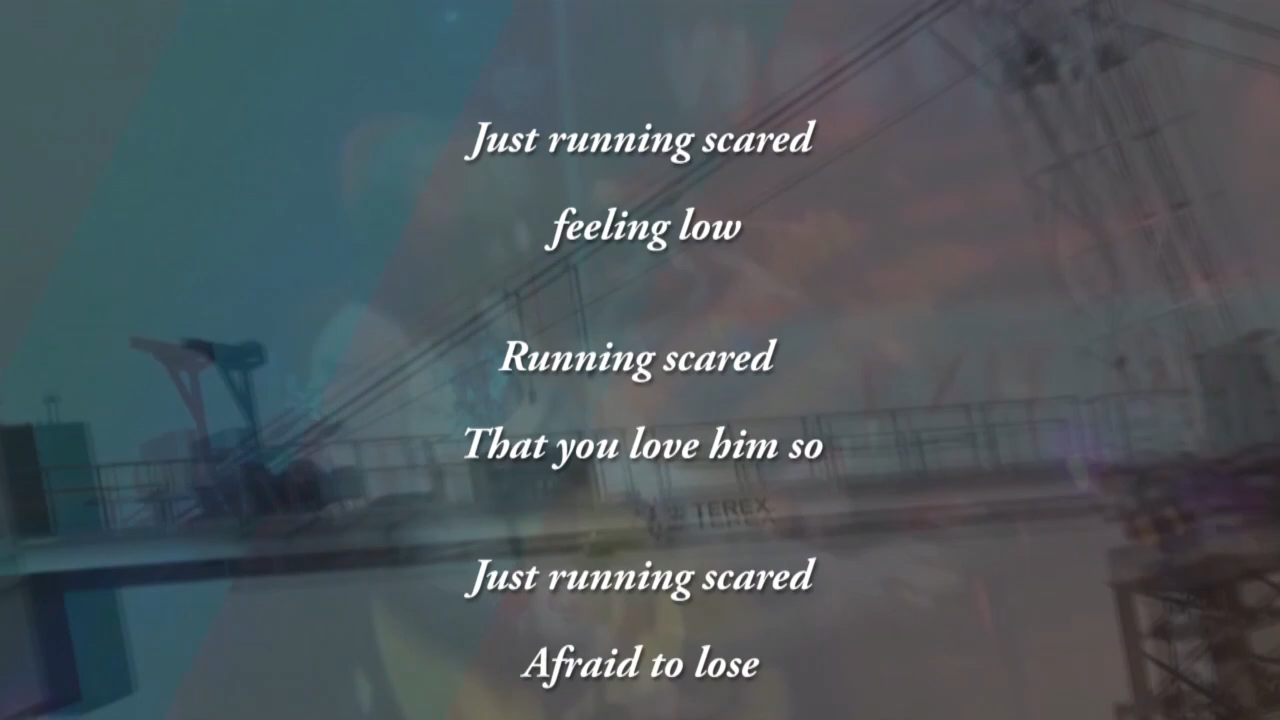 Just running scared
feeling low
Running scared
That you love him so
TEREX
TEREX
Just running scared
Afraid to lose